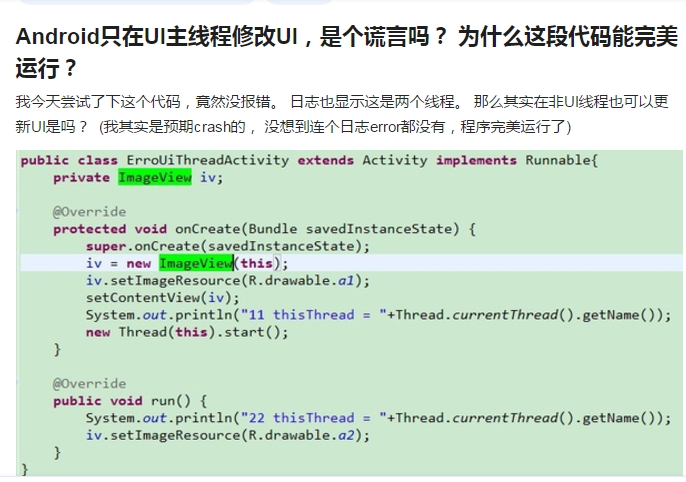 Android只在UI主线程修改UI，是个谎言吗？ 为什么这段代码能完美
运行？
我今天尝试了下这个代码，竟然没报错。 日志也显示这是两个线程。 那么其实在非UI线程也可以更
新UI是吗？ (我其实是预期crash的， 没想到连个日志error都没有，程序完美运行了)
public class ErroUiThreadActivity extends Activity implements Runnable{
    private ImageView iv;
    @Override
    protected void onCreate(Bundle savedInstanceState) {
        super.onCreate(savedInstanceState);
        iv = new ImageView(this);
        iv.setImageResource(R.drawable.a1);
        setContentView(iv);
        System.out.println("11 thisThread = "+Thread.currentThread().getName());
        new Thread(this).start();
    }
    @Override
    public void run() {
        System.out.println("22 thisThread = "+Thread.currentThread().getName());
        iv.setImageResource(R.drawable.a2);
    }
}